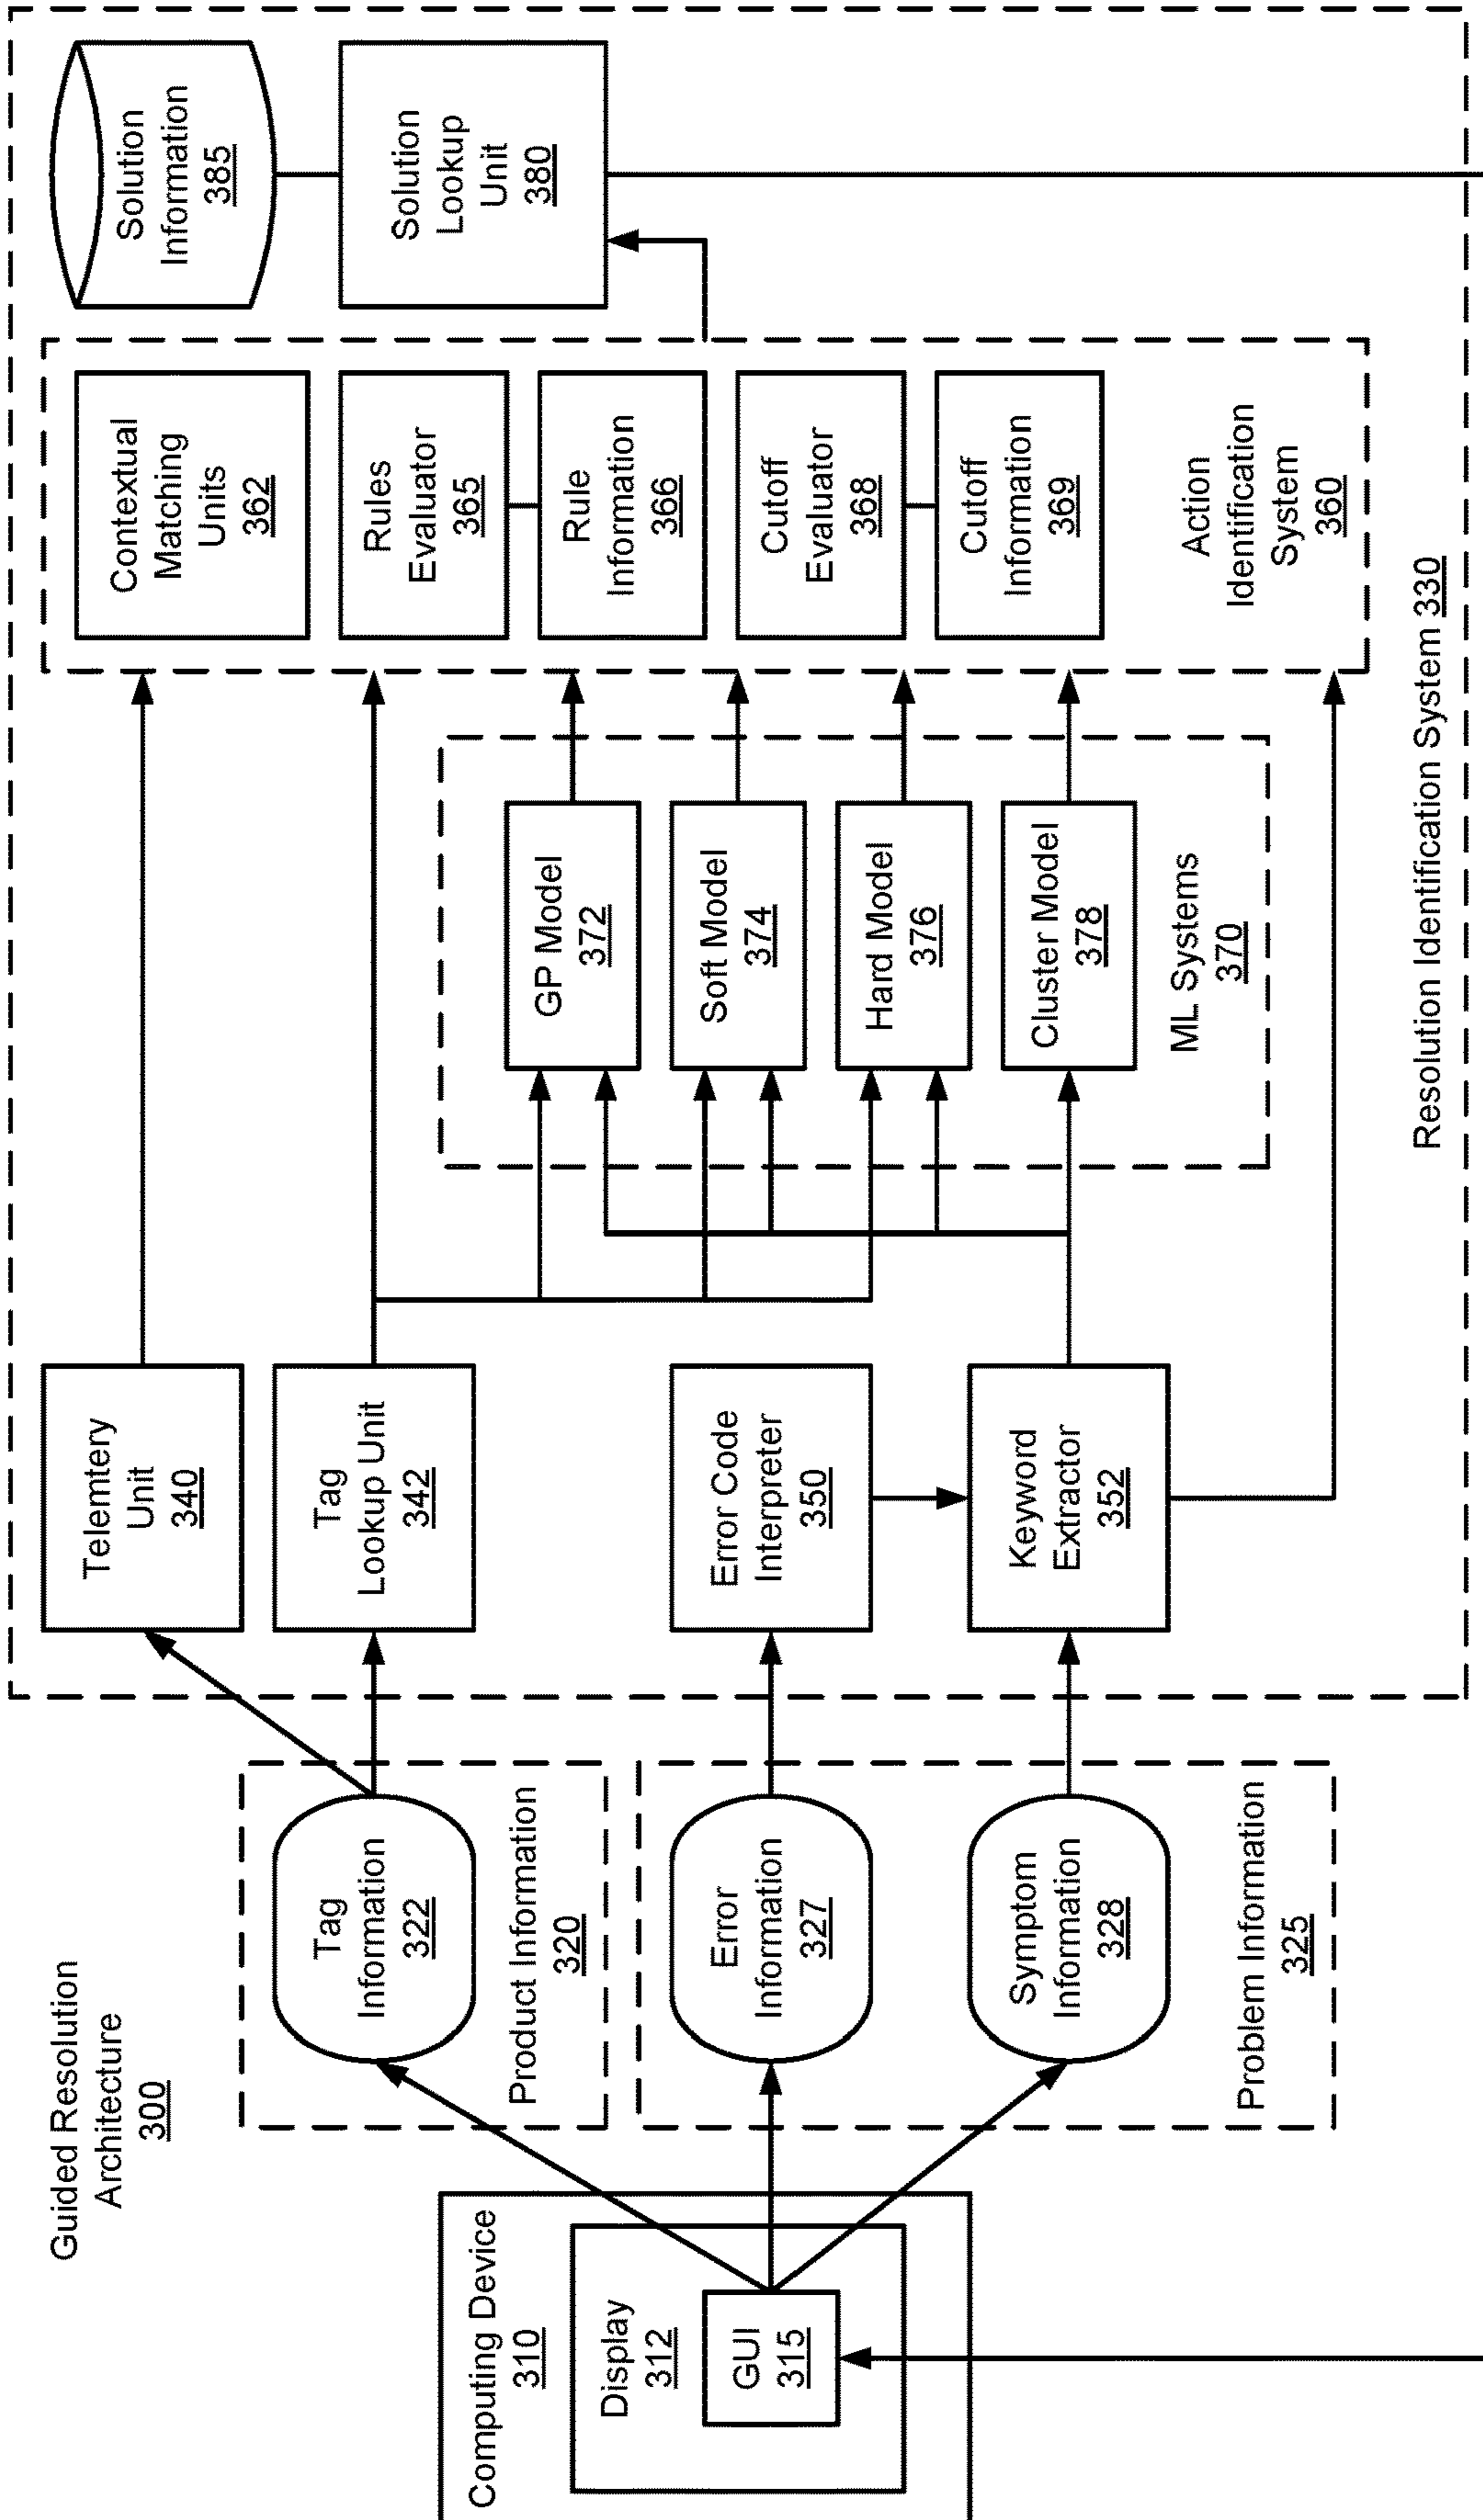 Guided Resolution
Architecture
300
Computing Device
310
Display
312
GUI
315
Tag
Information
322
Product Information
320
Error
Information
327
Symptom
Information
328
Problem Information
325
Telemtery
Unit
340
Tag
Lookup Unit
342
Error Code
Interpreter
350
Keyword
Extractor
352
GP Model
372
Soft Model
374
Hard Model
376
Cluster Model
378
ML Systems
370
Contextual
Matching
Units
362
Rules
Evaluator
365
Rule
Information
366
Cutoff
Evaluator
368
Cutoff
Information
369
Action
Identification
System
360
Solution
Information
385
Solution
Lookup
Unit
380
Resolution Identification System 330